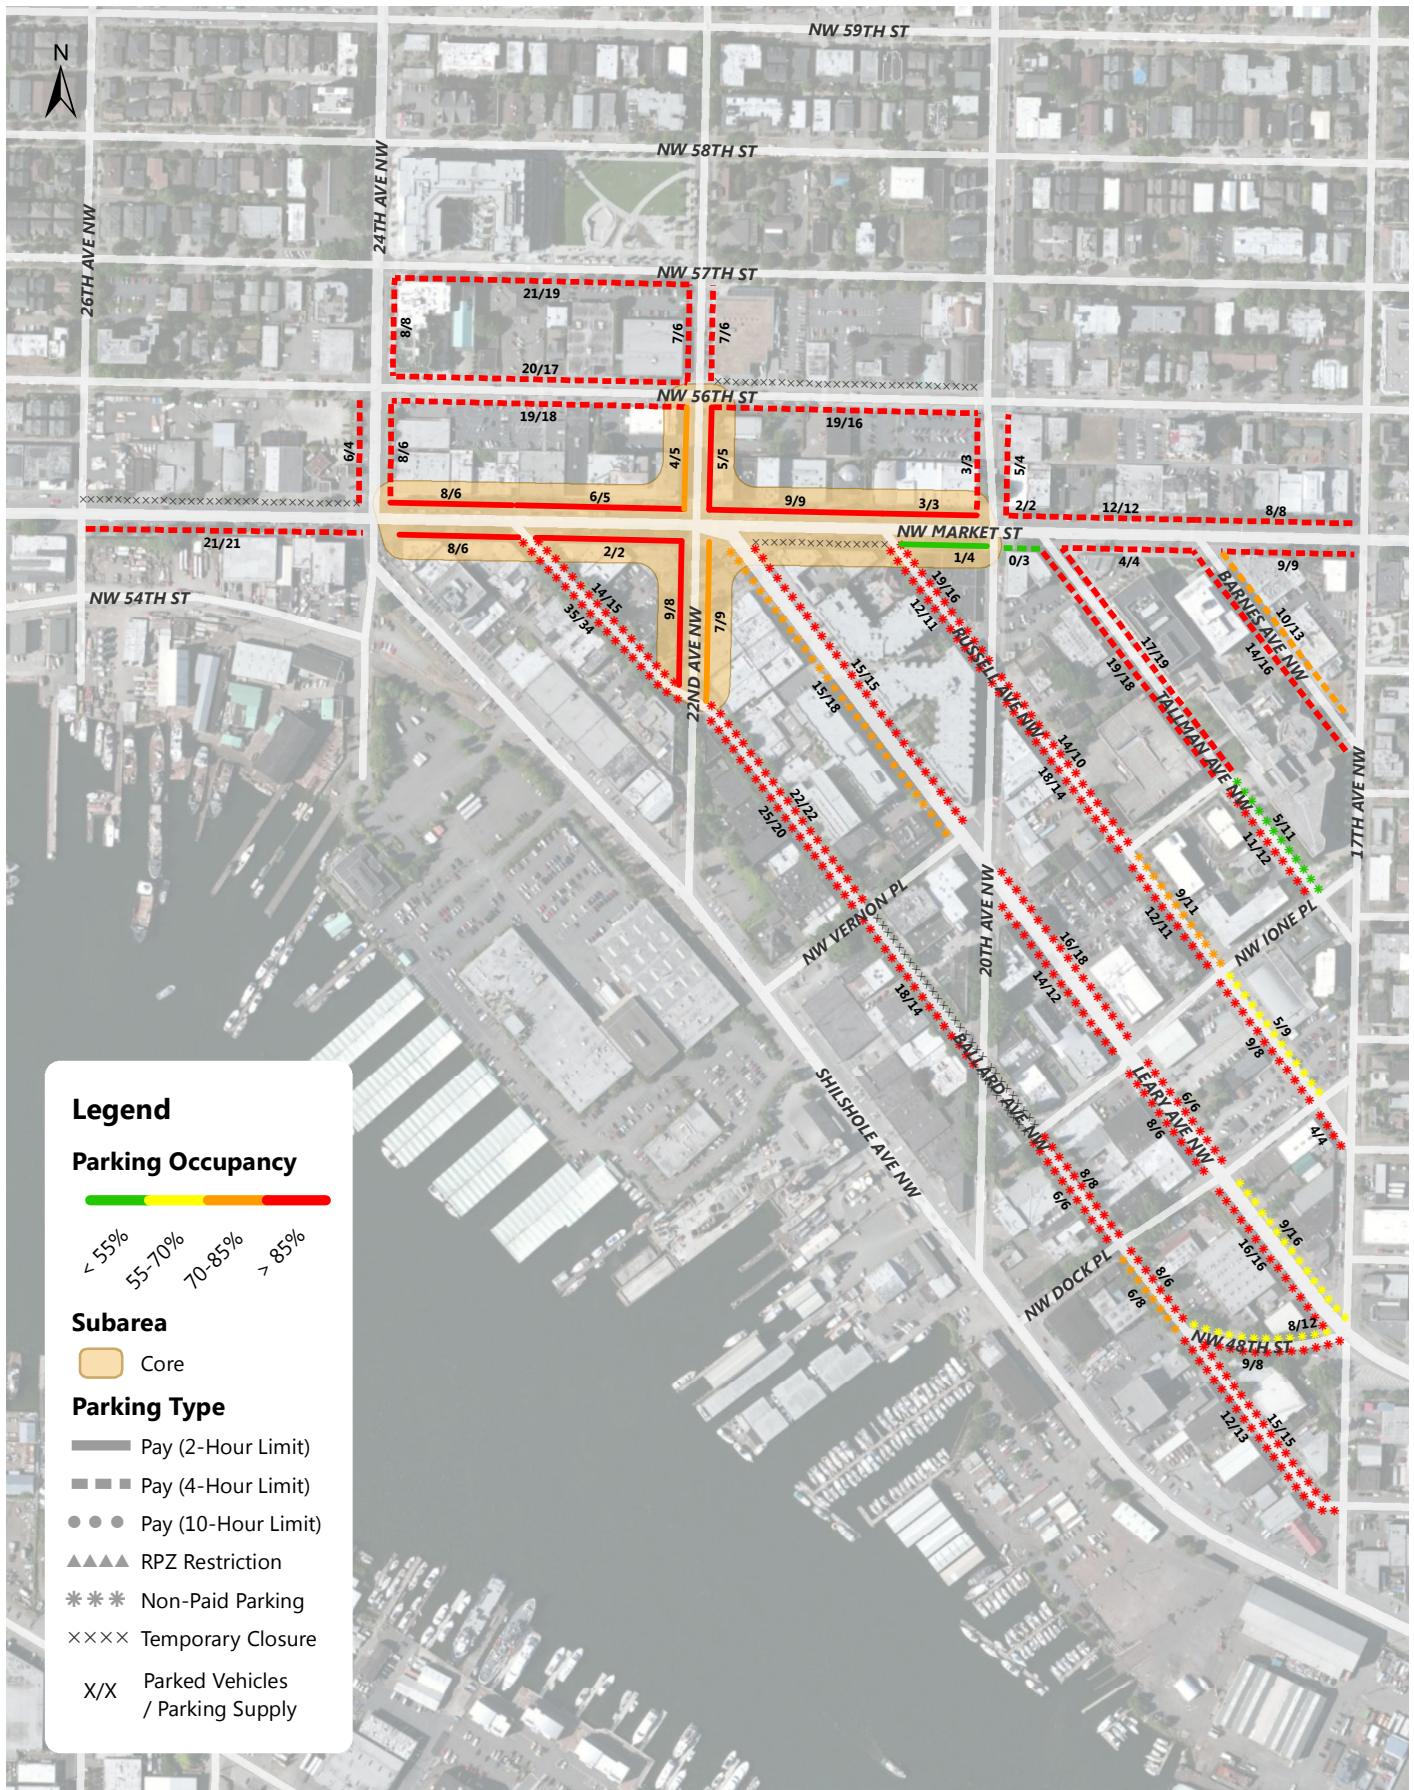 NW 59TH ST
N
NW 58TH ST
24TH AVE NW
26TH AVE NW
NW 57TH ST
21/19
8/8
7/6
7/6
20/17
NW 56TH ST
19/18
19/16
6/4
8/6
4/5
5/5
3/3
5/4
8/6
6/5
9/9
3/3
2/2
12/12
8/8
NW MARKET ST
21/21
8/6
2/2
1/4
0/3
4/4
9/9
NW 54TH ST
14/15
35/34
9/8
22ND AVE NW
7/9
19/16
12/11
RUSSELL AVE NW
BARNES AVE NW
10/13
14/16
17/19
19/18
TALLMAN AVE NW
15/15
15/18
14/10
18/14
17TH AVE NW
5/11
11/12
22/22
25/20
NW VERNON PL
20TH AVE NW
9/11
12/11
NW IONE PL
16/18
14/12
18/14
5/9
9/8
BALLARD AVE NW
LEARY AVE NW
SHILSHOLE AVE NW
6/6
8/6
4/4
8/8
6/6
9/16
16/16
NW DOCK PL
8/6
6/8
8/12
NW 48TH ST
9/8
15/15
12/13
Legend
Parking Occupancy
< 55%
55-70%
70-85%
> 85%
Subarea
Core
Parking Type
Pay (2-Hour Limit)
Pay (4-Hour Limit)
Pay (10-Hour Limit)
RPZ Restriction
Non-Paid Parking
Temporary Closure
X/X Parked Vehicles
/ Parking Supply